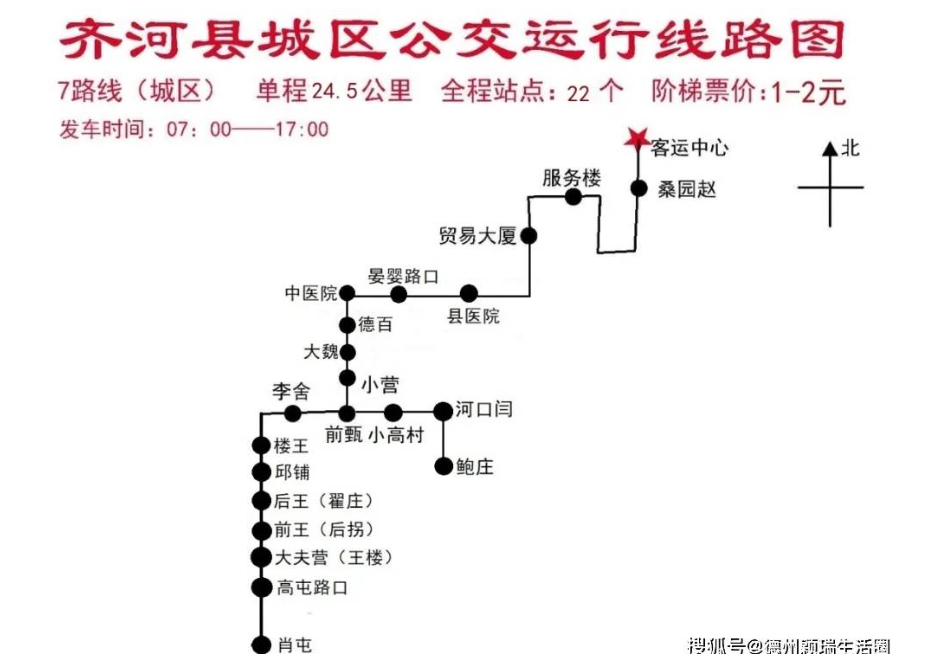 齐河县城区公交运行线路图
7路线（城区） 单程24.5公里 全程站点：22 个 阶梯票价:1-2元
发车时间：07：00——17:00
客运中心
北
服务楼
桑园赵
贸易大厦
晏婴路口
中医院
县医院
德百
大魏
小营
李舍
河口闫
前甄 小高村
楼王
鲍庄
邱铺
后王（翟庄）
前王（后拐）
大夫营（王楼）
高屯路口
肖屯
搜狐号@德州颖瑞生活圈